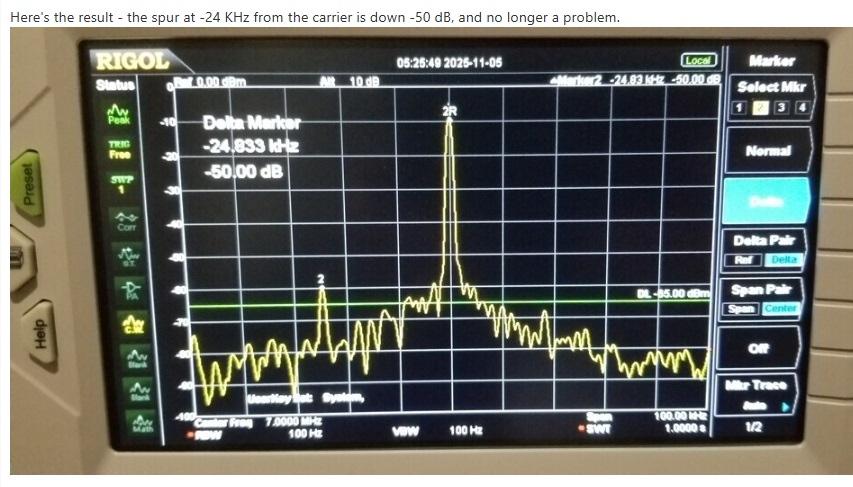 Here's the result - the spur at -24 KHz from the carrier is down -50 dB, and no longer a problem.
RIGOL
05:25:49 2025-11-05
Local
Marker
Status
Ref 0.00 dBm
Att 10 dB
Marker2 -24.83 kHz -50.00 dB
Select Mkr
1 2 3 4
Peak
TRIG
Free
SWP
1
Corr
S.T.
PA
C.W
Blank
Blank
Math
0
-10
-20
-30
-40
-50
-60
-70
-80
-90
-100
Delta Marker
-24.833 kHz
-50.00 dB
2R
2
DL -65.00 dBm
UserKey Set: System,
Center Freq 7.0000 MHz
Span 100.00 kHz
RBW 100 Hz
VBW 100 Hz
SWT 1.0000 s
Normal
Delta
Delta Pair
Ref Delta
Span Pair
Span Center
Off
Mkr Trace
Auto
1/2
Preset
Help